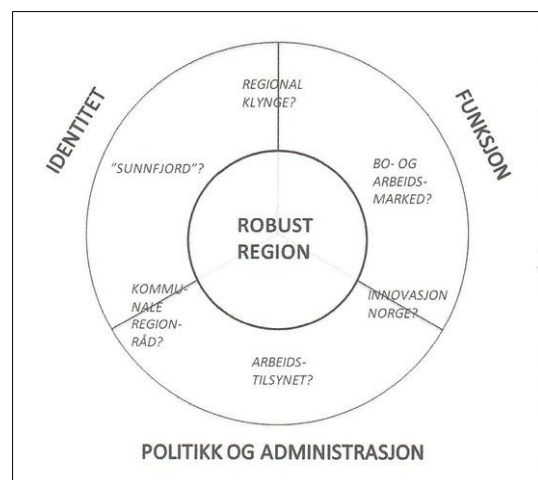 REGIONAL
KLYNGE?
IDENTITET
FUNKSJON
"SUNNFJORD"?
BO- OG
ARBEIDS-
MARKED?
ROBUST
REGION
KOMMU-
NALE
REGION-
RÅD?
INNOVASJON
NORGE?
ARBEIDS-
TILSYNET?
POLITIKK OG ADMINISTRASJON